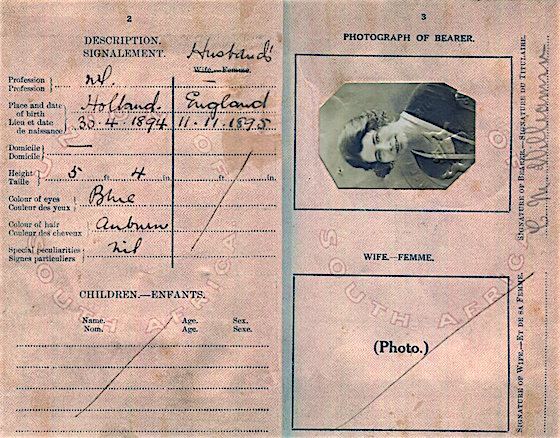 2
DESCRIPTION.
SIGNALEMENT.
Husband
Wife—Femme.
Profession
Profession
nil.
Place and date
of birth
Lieu et date
de naissance
Holland. England
30.4.1894 11.11.1895
Domicile
Domicile
—
Height
Taille
5 ft. 4 in. ft. in.
Colour of eyes
Couleur des yeux
Blue
Colour of hair
Couleur des cheveux
Auburn
Special peculiarities
Signes particuliers
Nil
CHILDREN.—ENFANTS.
Name. Age. Sex.
Nom. Age. Sexe.
SOUTH AFRICA
3
PHOTOGRAPH OF BEARER.
SIGNATURE OF BEARER.—SIGNATURE DU TITULAIRE.
WIFE.—FEMME.
SOUTH AFRICA
(Photo.)
SIGNATURE OF WIFE.—ET DE SA FEMME.